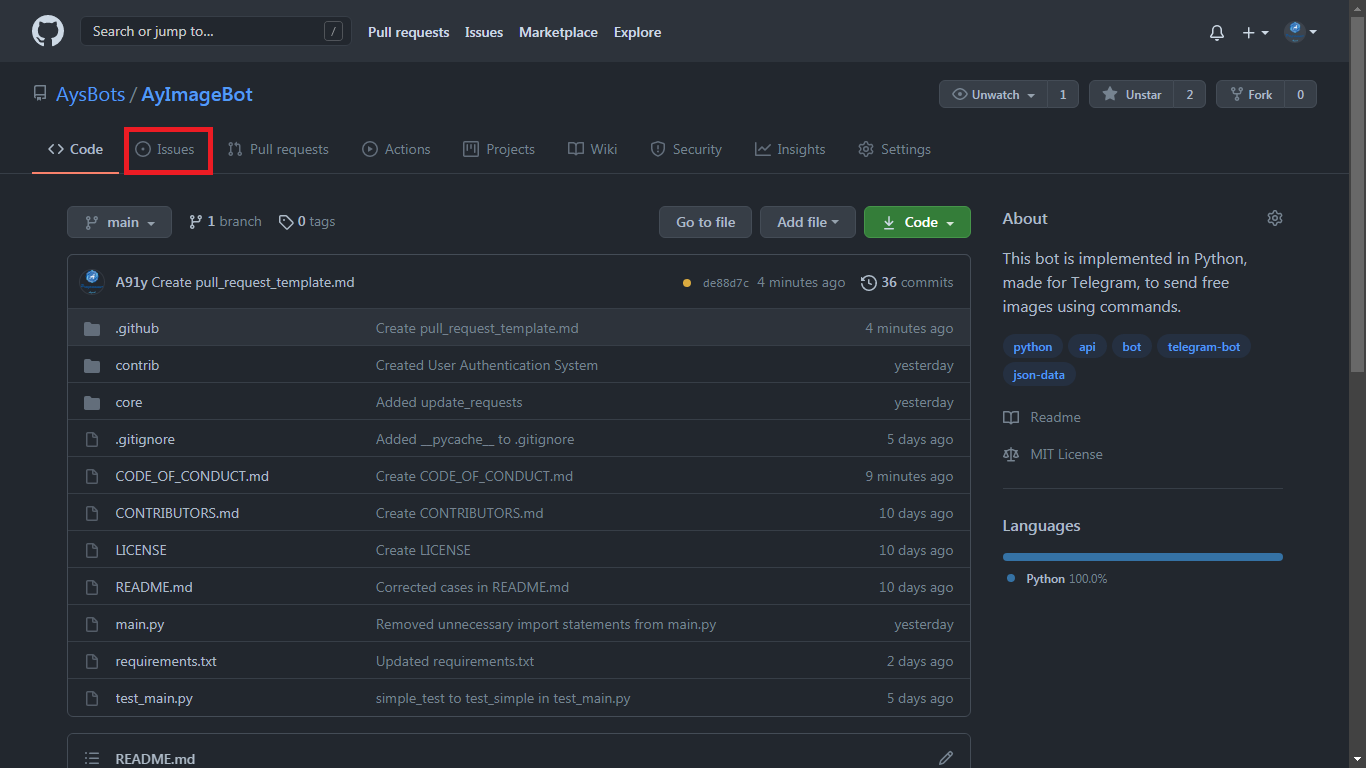 Search or jump to... /
Pull requests Issues Marketplace Explore
AysBots / AyImageBot
Unwatch 1 Unstar 2 Fork 0
Code Issues Pull requests Actions Projects Wiki Security Insights Settings
main 1 branch 0 tags Go to file Add file Code
A91y Create pull_request_template.md de88d7c 4 minutes ago 36 commits
.github Create pull_request_template.md 4 minutes ago
contrib Created User Authentication System yesterday
core Added update_requests yesterday
.gitignore Added __pycache__ to .gitignore 5 days ago
CODE_OF_CONDUCT.md Create CODE_OF_CONDUCT.md 9 minutes ago
CONTRIBUTORS.md Create CONTRIBUTORS.md 10 days ago
LICENSE Create LICENSE 10 days ago
README.md Corrected cases in README.md 10 days ago
main.py Removed unnecessary import statements from main.py yesterday
requirements.txt Updated requirements.txt 2 days ago
test_main.py simple_test to test_simple in test_main.py 5 days ago
README.md
About
This bot is implemented in Python,
made for Telegram, to send free
images using commands.
python api bot telegram-bot
json-data
Readme
MIT License
Languages
Python 100.0%